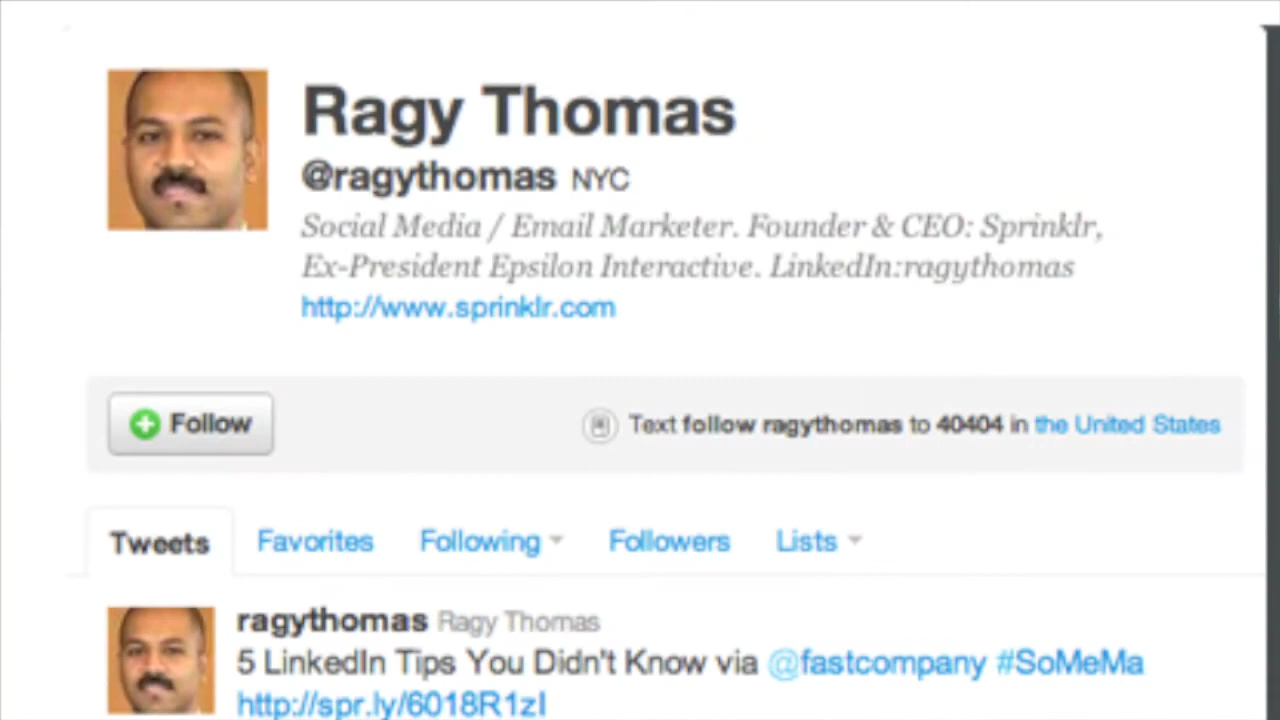 Ragy Thomas
@ragythomas NYC
Social Media / Email Marketer. Founder & CEO: Sprinklr,
Ex-President Epsilon Interactive. LinkedIn:ragythomas
http://www.sprinklr.com
Follow
Text follow ragythomas to 40404 in the United States
Tweets Favorites Following Followers Lists
ragythomas Ragy Thomas
5 LinkedIn Tips You Didn't Know via @fastcompany #SoMeMa
http://spr.ly/6018R1zI